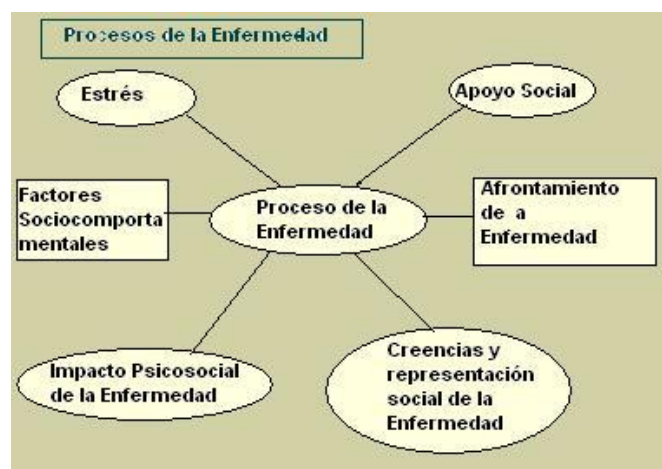 Procesos de la Enfermedad
Estrés
Apoyo Social
Factores
Sociocomporta
mentales
Proceso de la
Enfermedad
Afrontamiento
de a
Enfermedad
Impacto Psicosocial
de la Enfermedad
Creencias y
representación
social de la
Enfermedad